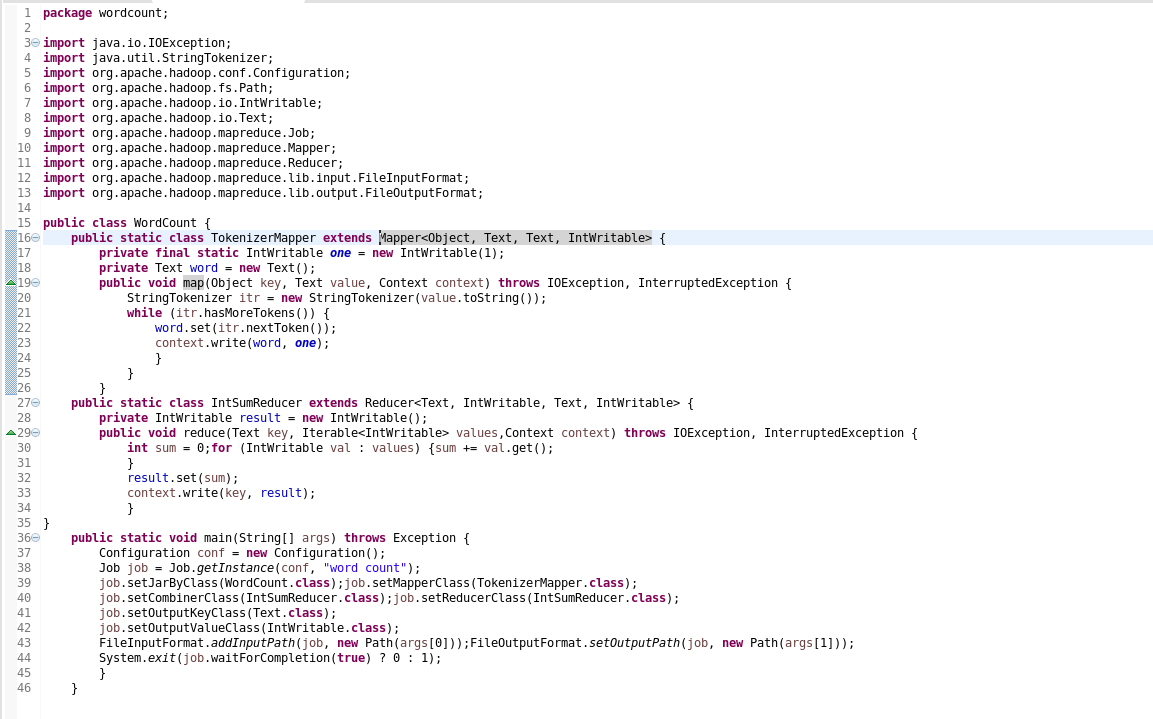 1 package wordcount;
2
3 import java.io.IOException;
4 import java.util.StringTokenizer;
5 import org.apache.hadoop.conf.Configuration;
6 import org.apache.hadoop.fs.Path;
7 import org.apache.hadoop.io.IntWritable;
8 import org.apache.hadoop.io.Text;
9 import org.apache.hadoop.mapreduce.Job;
10 import org.apache.hadoop.mapreduce.Mapper;
11 import org.apache.hadoop.mapreduce.Reducer;
12 import org.apache.hadoop.mapreduce.lib.input.FileInputFormat;
13 import org.apache.hadoop.mapreduce.lib.output.FileOutputFormat;
14
15 public class WordCount {
16     public static class TokenizerMapper extends Mapper<Object, Text, Text, IntWritable> {
17         private final static IntWritable one = new IntWritable(1);
18         private Text word = new Text();
19         public void map(Object key, Text value, Context context) throws IOException, InterruptedException {
20             StringTokenizer itr = new StringTokenizer(value.toString());
21             while (itr.hasMoreTokens()) {
22                 word.set(itr.nextToken());
23                 context.write(word, one);
24                 }
25             }
26         }
27     public static class IntSumReducer extends Reducer<Text, IntWritable, Text, IntWritable> {
28         private IntWritable result = new IntWritable();
29         public void reduce(Text key, Iterable<IntWritable> values,Context context) throws IOException, InterruptedException {
30             int sum = 0;for (IntWritable val : values) {sum += val.get();
31             }
32             result.set(sum);
33             context.write(key, result);
34             }
35 }
36     public static void main(String[] args) throws Exception {
37         Configuration conf = new Configuration();
38         Job job = Job.getInstance(conf, "word count");
39         job.setJarByClass(WordCount.class);job.setMapperClass(TokenizerMapper.class);
40         job.setCombinerClass(IntSumReducer.class);job.setReducerClass(IntSumReducer.class);
41         job.setOutputKeyClass(Text.class);
42         job.setOutputValueClass(IntWritable.class);
43         FileInputFormat.addInputPath(job, new Path(args[0]));FileOutputFormat.setOutputPath(job, new Path(args[1]));
44         System.exit(job.waitForCompletion(true) ? 0 : 1);
45         }
46     }